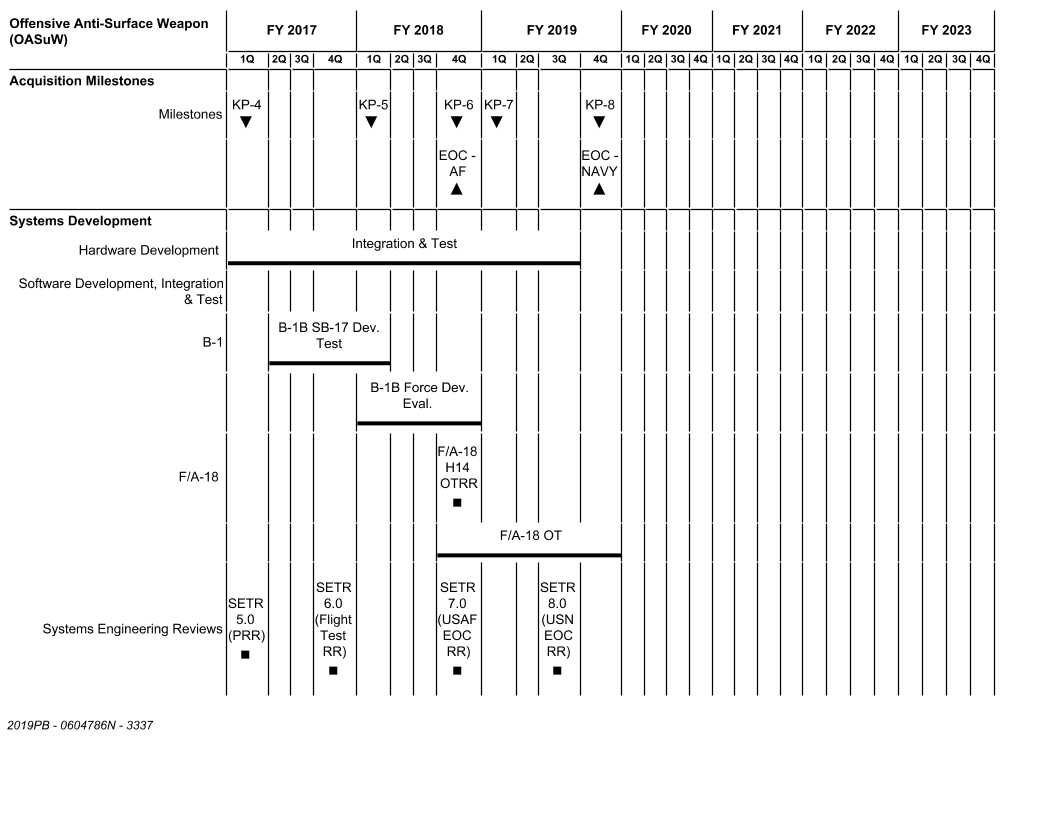 Offensive Anti-Surface Weapon
(OASuW)
FY 2017 FY 2018 FY 2019 FY 2020 FY 2021 FY 2022 FY 2023
1Q 2Q 3Q 4Q 1Q 2Q 3Q 4Q 1Q 2Q 3Q 4Q 1Q 2Q 3Q 4Q 1Q 2Q 3Q 4Q 1Q 2Q 3Q 4Q 1Q 2Q 3Q 4Q
Acquisition Milestones
Milestones
KP-4 KP-5 KP-6 KP-7 KP-8
EOC -
AF
EOC -
NAVY
Systems Development
Hardware Development
Integration & Test
Software Development, Integration
& Test
B-1
B-1B SB-17 Dev.
Test
B-1B Force Dev.
Eval.
F/A-18
F/A-18
H14
OTRR
F/A-18 OT
Systems Engineering Reviews
SETR
5.0
(PRR)
SETR
6.0
(Flight
Test
RR)
SETR
7.0
(USAF
EOC
RR)
SETR
8.0
(USN
EOC
RR)
2019PB - 0604786N - 3337